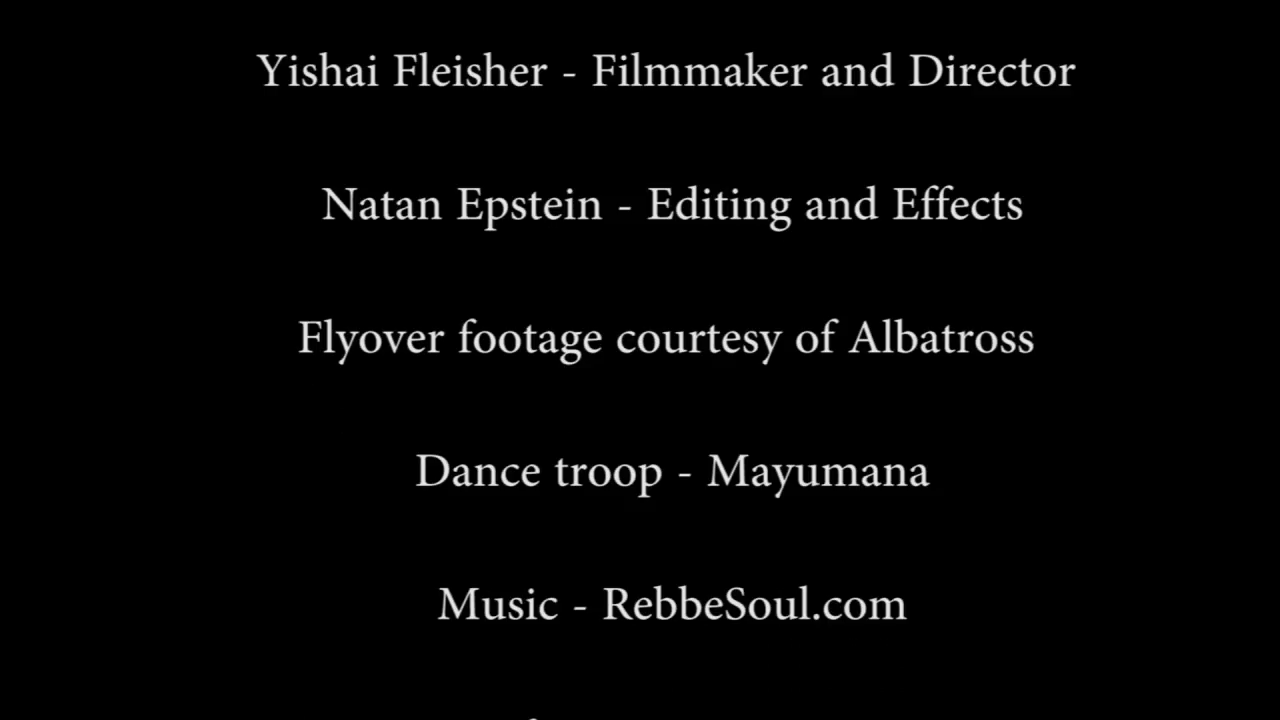 Yishai Fleisher - Filmmaker and Director
Natan Epstein - Editing and Effects
Flyover footage courtesy of Albatross
Dance troop - Mayumana
Music - RebbeSoul.com